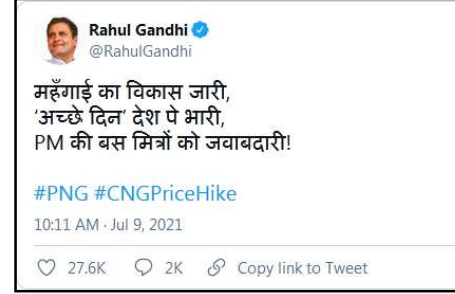 Rahul Gandhi
@RahulGandhi
महँगाई का विकास जारी,
‘अच्छे दिन’ देश पे भारी,
PM की बस मित्रों को जवाबदारी!
#PNG #CNGPriceHike
10:11 AM · Jul 9, 2021
27.6K 2K Copy link to Tweet